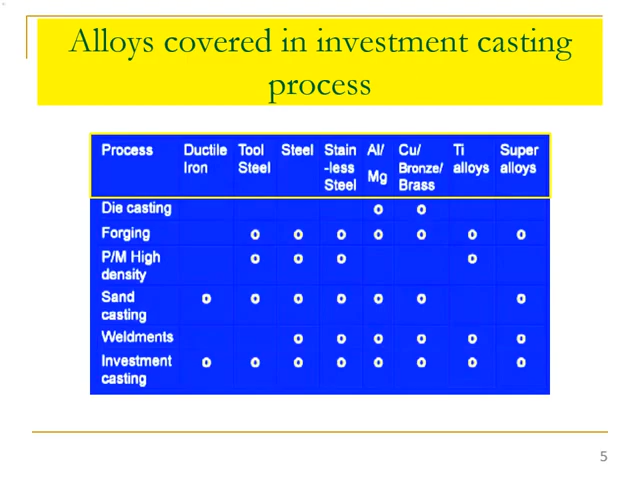 Alloys covered in investment casting
process
Process Ductile Tool Steel Stain Al/ Cu/ Ti Super
Iron Steel -less Mg Bronze/ alloys alloys
Steel Brass
Die casting o o
Forging o o o o o o o
P/M High o o o o
density
Sand o o o o o o o
casting
Weldments o o o o o o
Investment o o o o o o o o
casting
5